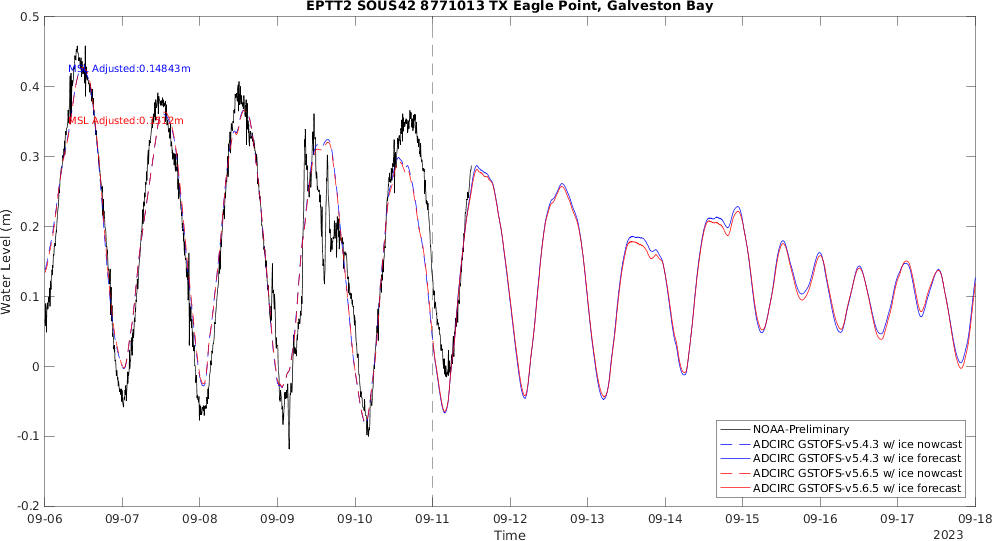 EPTT2 SOUS42 8771013 TX Eagle Point, Galveston Bay
0.5
MSL Adjusted:0.14843m
0.4
MSL Adjusted:
0.3
0.2
Water Level (m)
0.1
0
NOAA-Preliminary
-0.1
ADCIRC GSTOFS-v5.4.3 w/ ice nowcast
ADCIRC GSTOFS-v5.4.3 w/ ice forecast
ADCIRC GSTOFS-v5.6.5 w/ ice nowcast
ADCIRC GSTOFS-v5.6.5 w/ ice forecast
-0.2
09-06 09-07 09-08 09-09 09-10 09-11 09-12 09-13 09-14 09-15 09-16 09-17 09-18
Time
2023